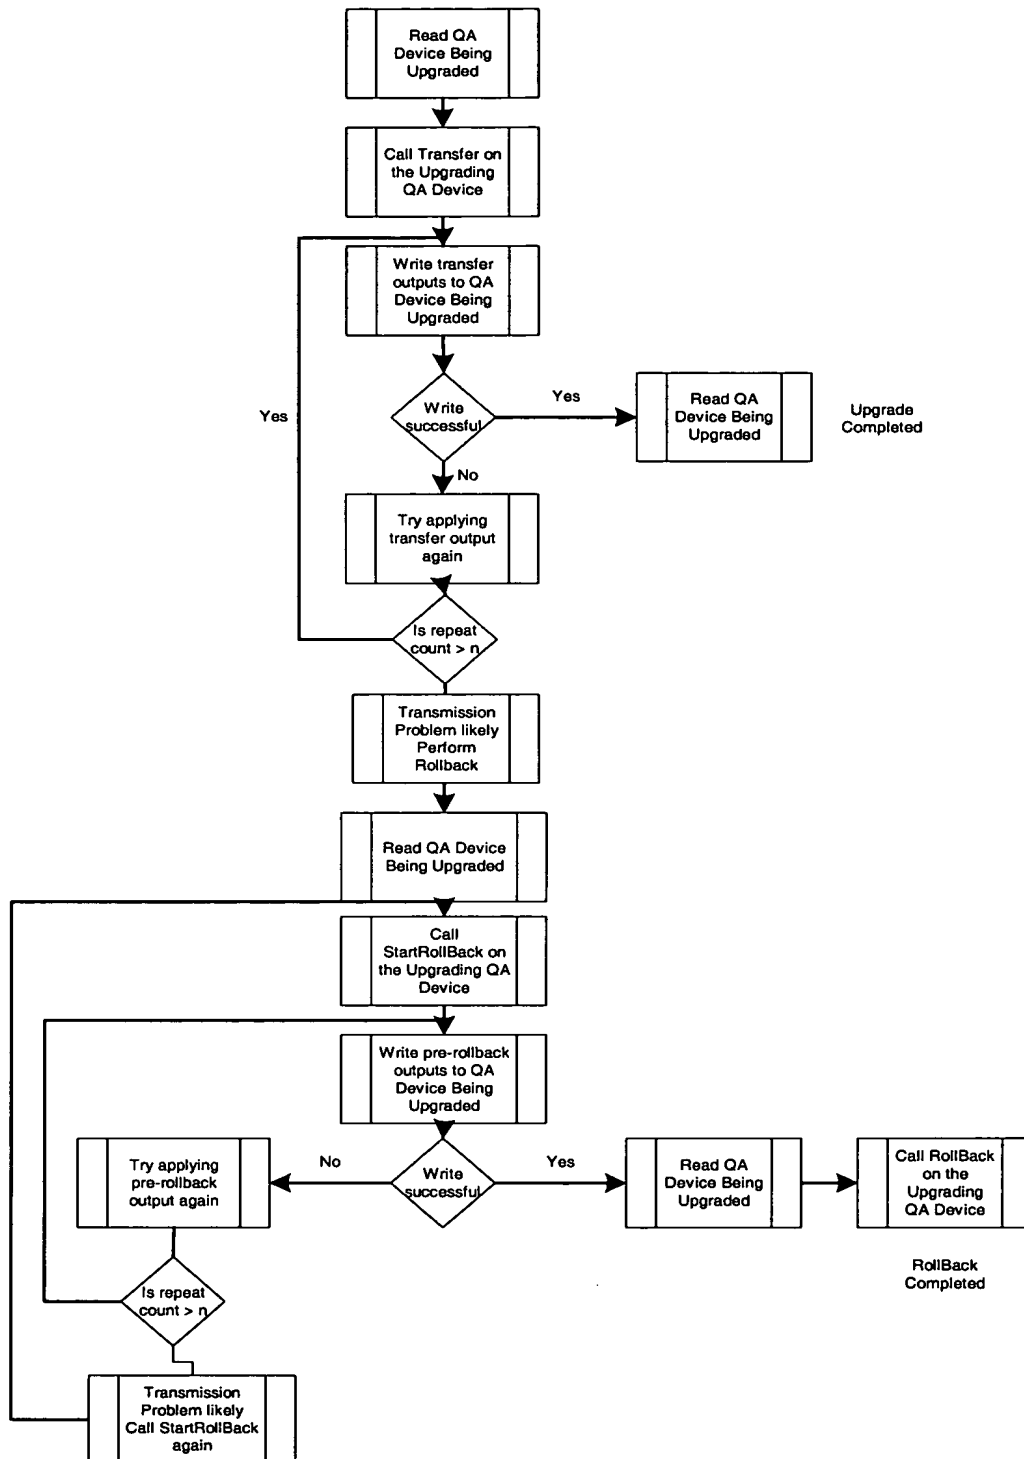 Read QA
Device Being
Upgraded
Call Transfer on
the Upgrading
QA Device
Write transfer
outputs to QA
Device Being
Upgraded
Yes
Write
successful
Yes
Read QA
Device Being
Upgraded
Upgrade
Completed
No
Try applying
transfer output
again
Is repeat
count > n
Transmission
Problem likely
Perform
Rollback
Read QA Device
Being Upgraded
Call
StartRollBack on
the Upgrading QA
Device
Write pre-rollback
outputs to QA
Device Being
Upgraded
Try applying
pre-rollback
output again
No
Write
successful
Yes
Read QA
Device Being
Upgraded
Call RollBack
on the
Upgrading
QA Device
RollBack
Completed
Is repeat
count > n
Transmission
Problem likely
Call StartRollBack
again